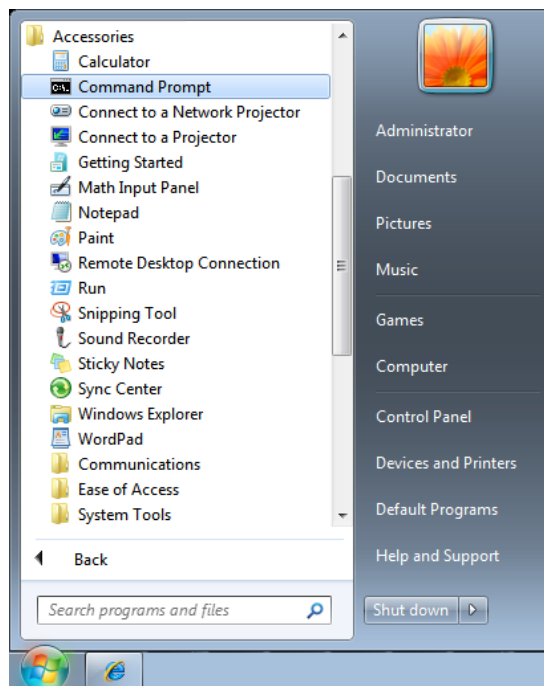 Accessories
Calculator
Command Prompt
Connect to a Network Projector
Connect to a Projector
Getting Started
Math Input Panel
Notepad
Paint
Remote Desktop Connection
Run
Snipping Tool
Sound Recorder
Sticky Notes
Sync Center
Windows Explorer
WordPad
Communications
Ease of Access
System Tools
Back
Search programs and files
Administrator
Documents
Pictures
Music
Games
Computer
Control Panel
Devices and Printers
Default Programs
Help and Support
Shut down